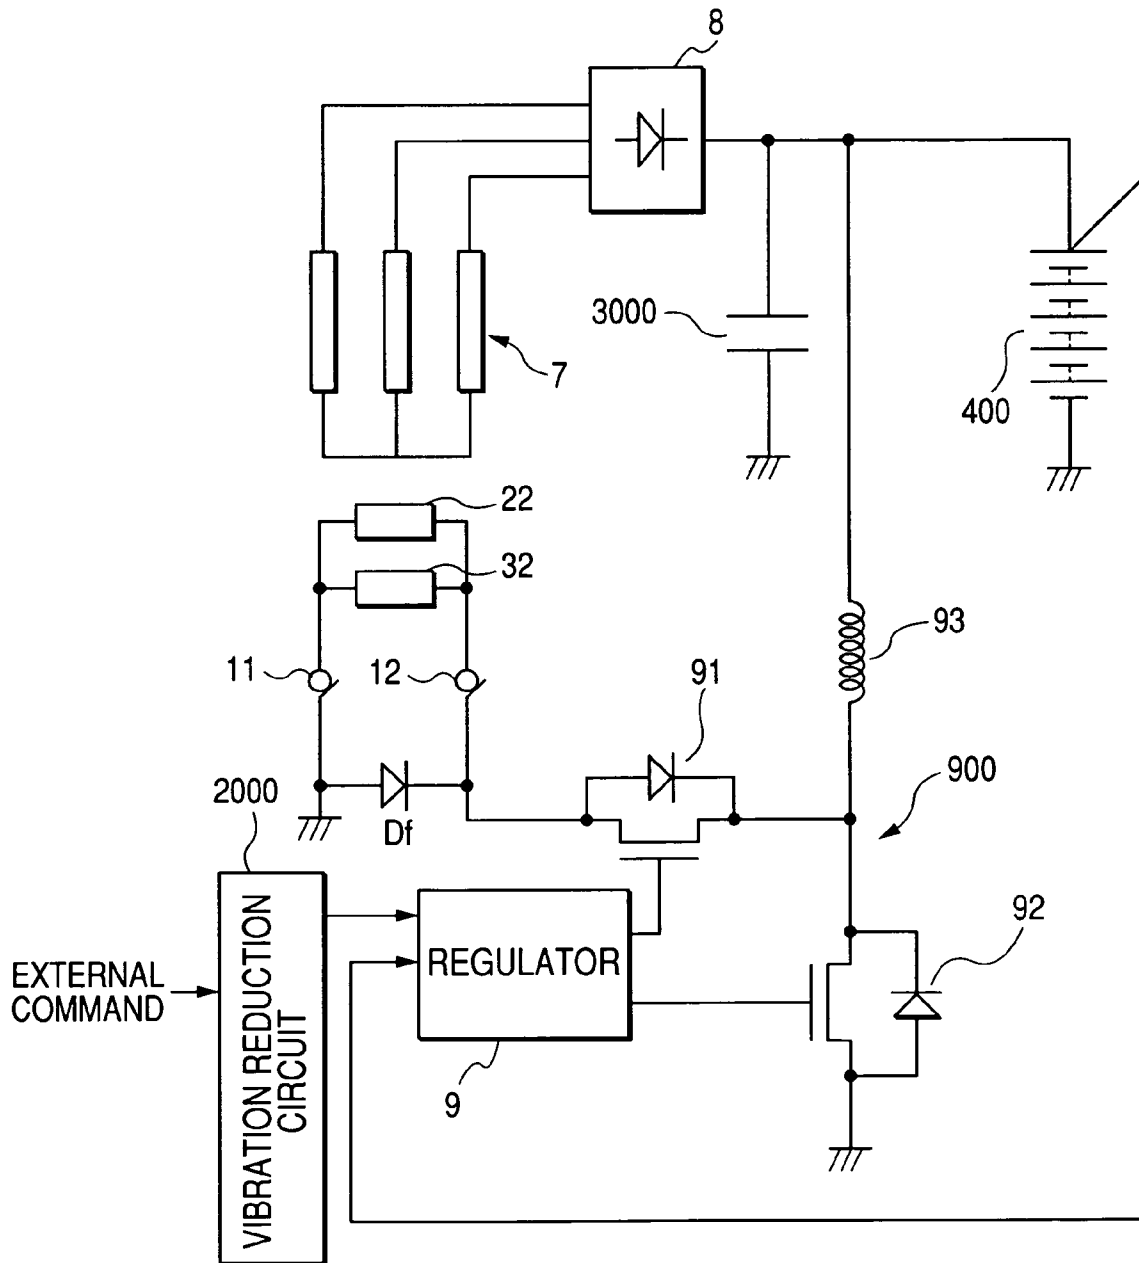 8
3000
7
400
22
32
93
11
12
91
900
2000
Df
92
REGULATOR
EXTERNAL
COMMAND
VIBRATION REDUCTION
CIRCUIT
9